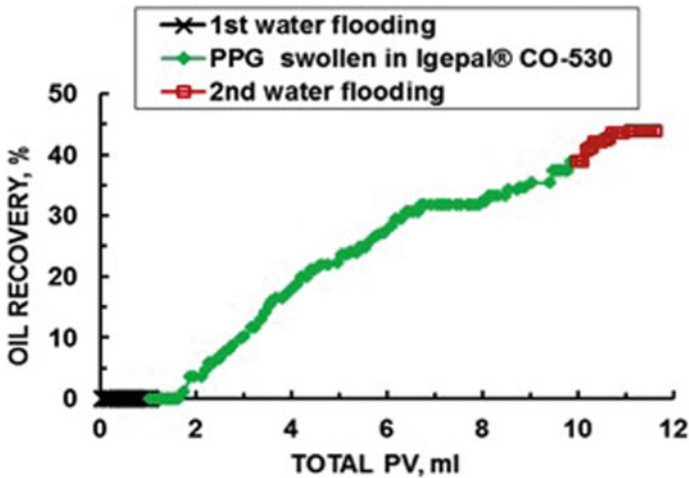 1st water flooding
PPG swollen in Igepal® CO-530
2nd water flooding
50
40
30
20
10
0
OIL RECOVERY, %
0 2 4 6 8 10 12
TOTAL PV, ml